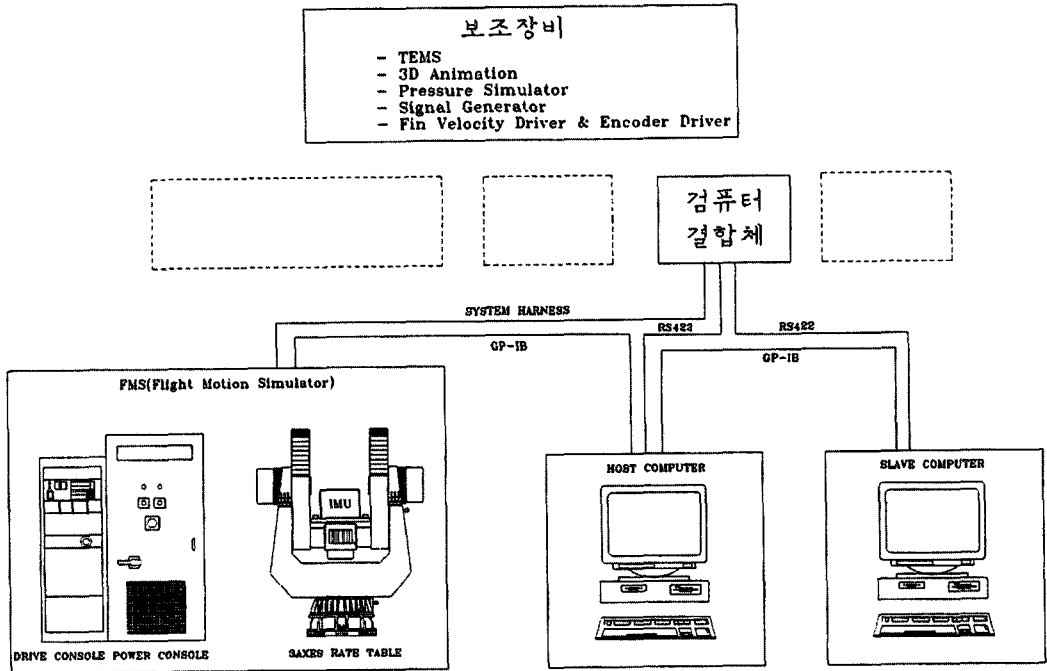 보조장비
- TEMS
- 3D Animation
- Pressure Simulator
- Signal Generator
- Fin Velocity Driver & Encoder Driver
컴퓨터
결합체
SYSTEM HARNESS
RS422
RS422
GP-IB
GP-IB
FMS(Flight Motion Simulator)
HOST COMPUTER
SLAVE COMPUTER
IMU
DRIVE CONSOLE
POWER CONSOLE
3AXES RATE TABLE